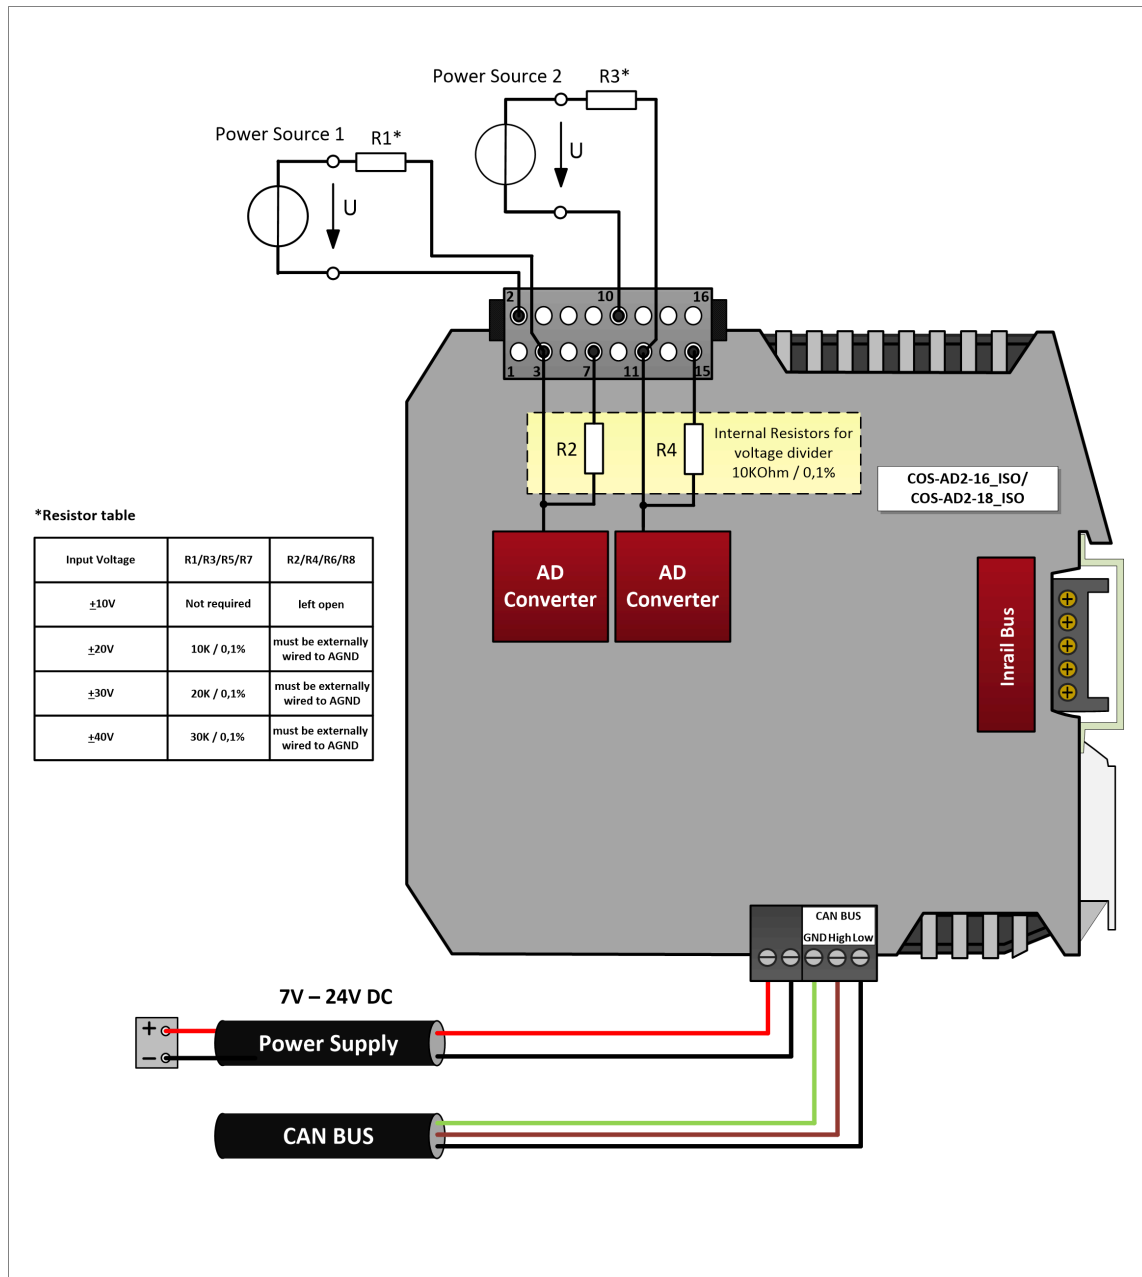 Power Source 2
R3*
Power Source 1
R1*
U
U
2
10
16
1
3
7
11
15
R2
R4
Internal Resistors for
voltage divider
10KOhm / 0,1%
COS-AD2-16_ISO/
COS-AD2-18_ISO
*Resistor table
Input Voltage R1/R3/R5/R7 R2/R4/R6/R8
±10V Not required left open
±20V 10K / 0,1% must be externally
wired to AGND
±30V 20K / 0,1% must be externally
wired to AGND
±40V 30K / 0,1% must be externally
wired to AGND
AD
Converter
AD
Converter
Inrail Bus
CAN BUS
GND High Low
7V – 24V DC
+
−
Power Supply
CAN BUS